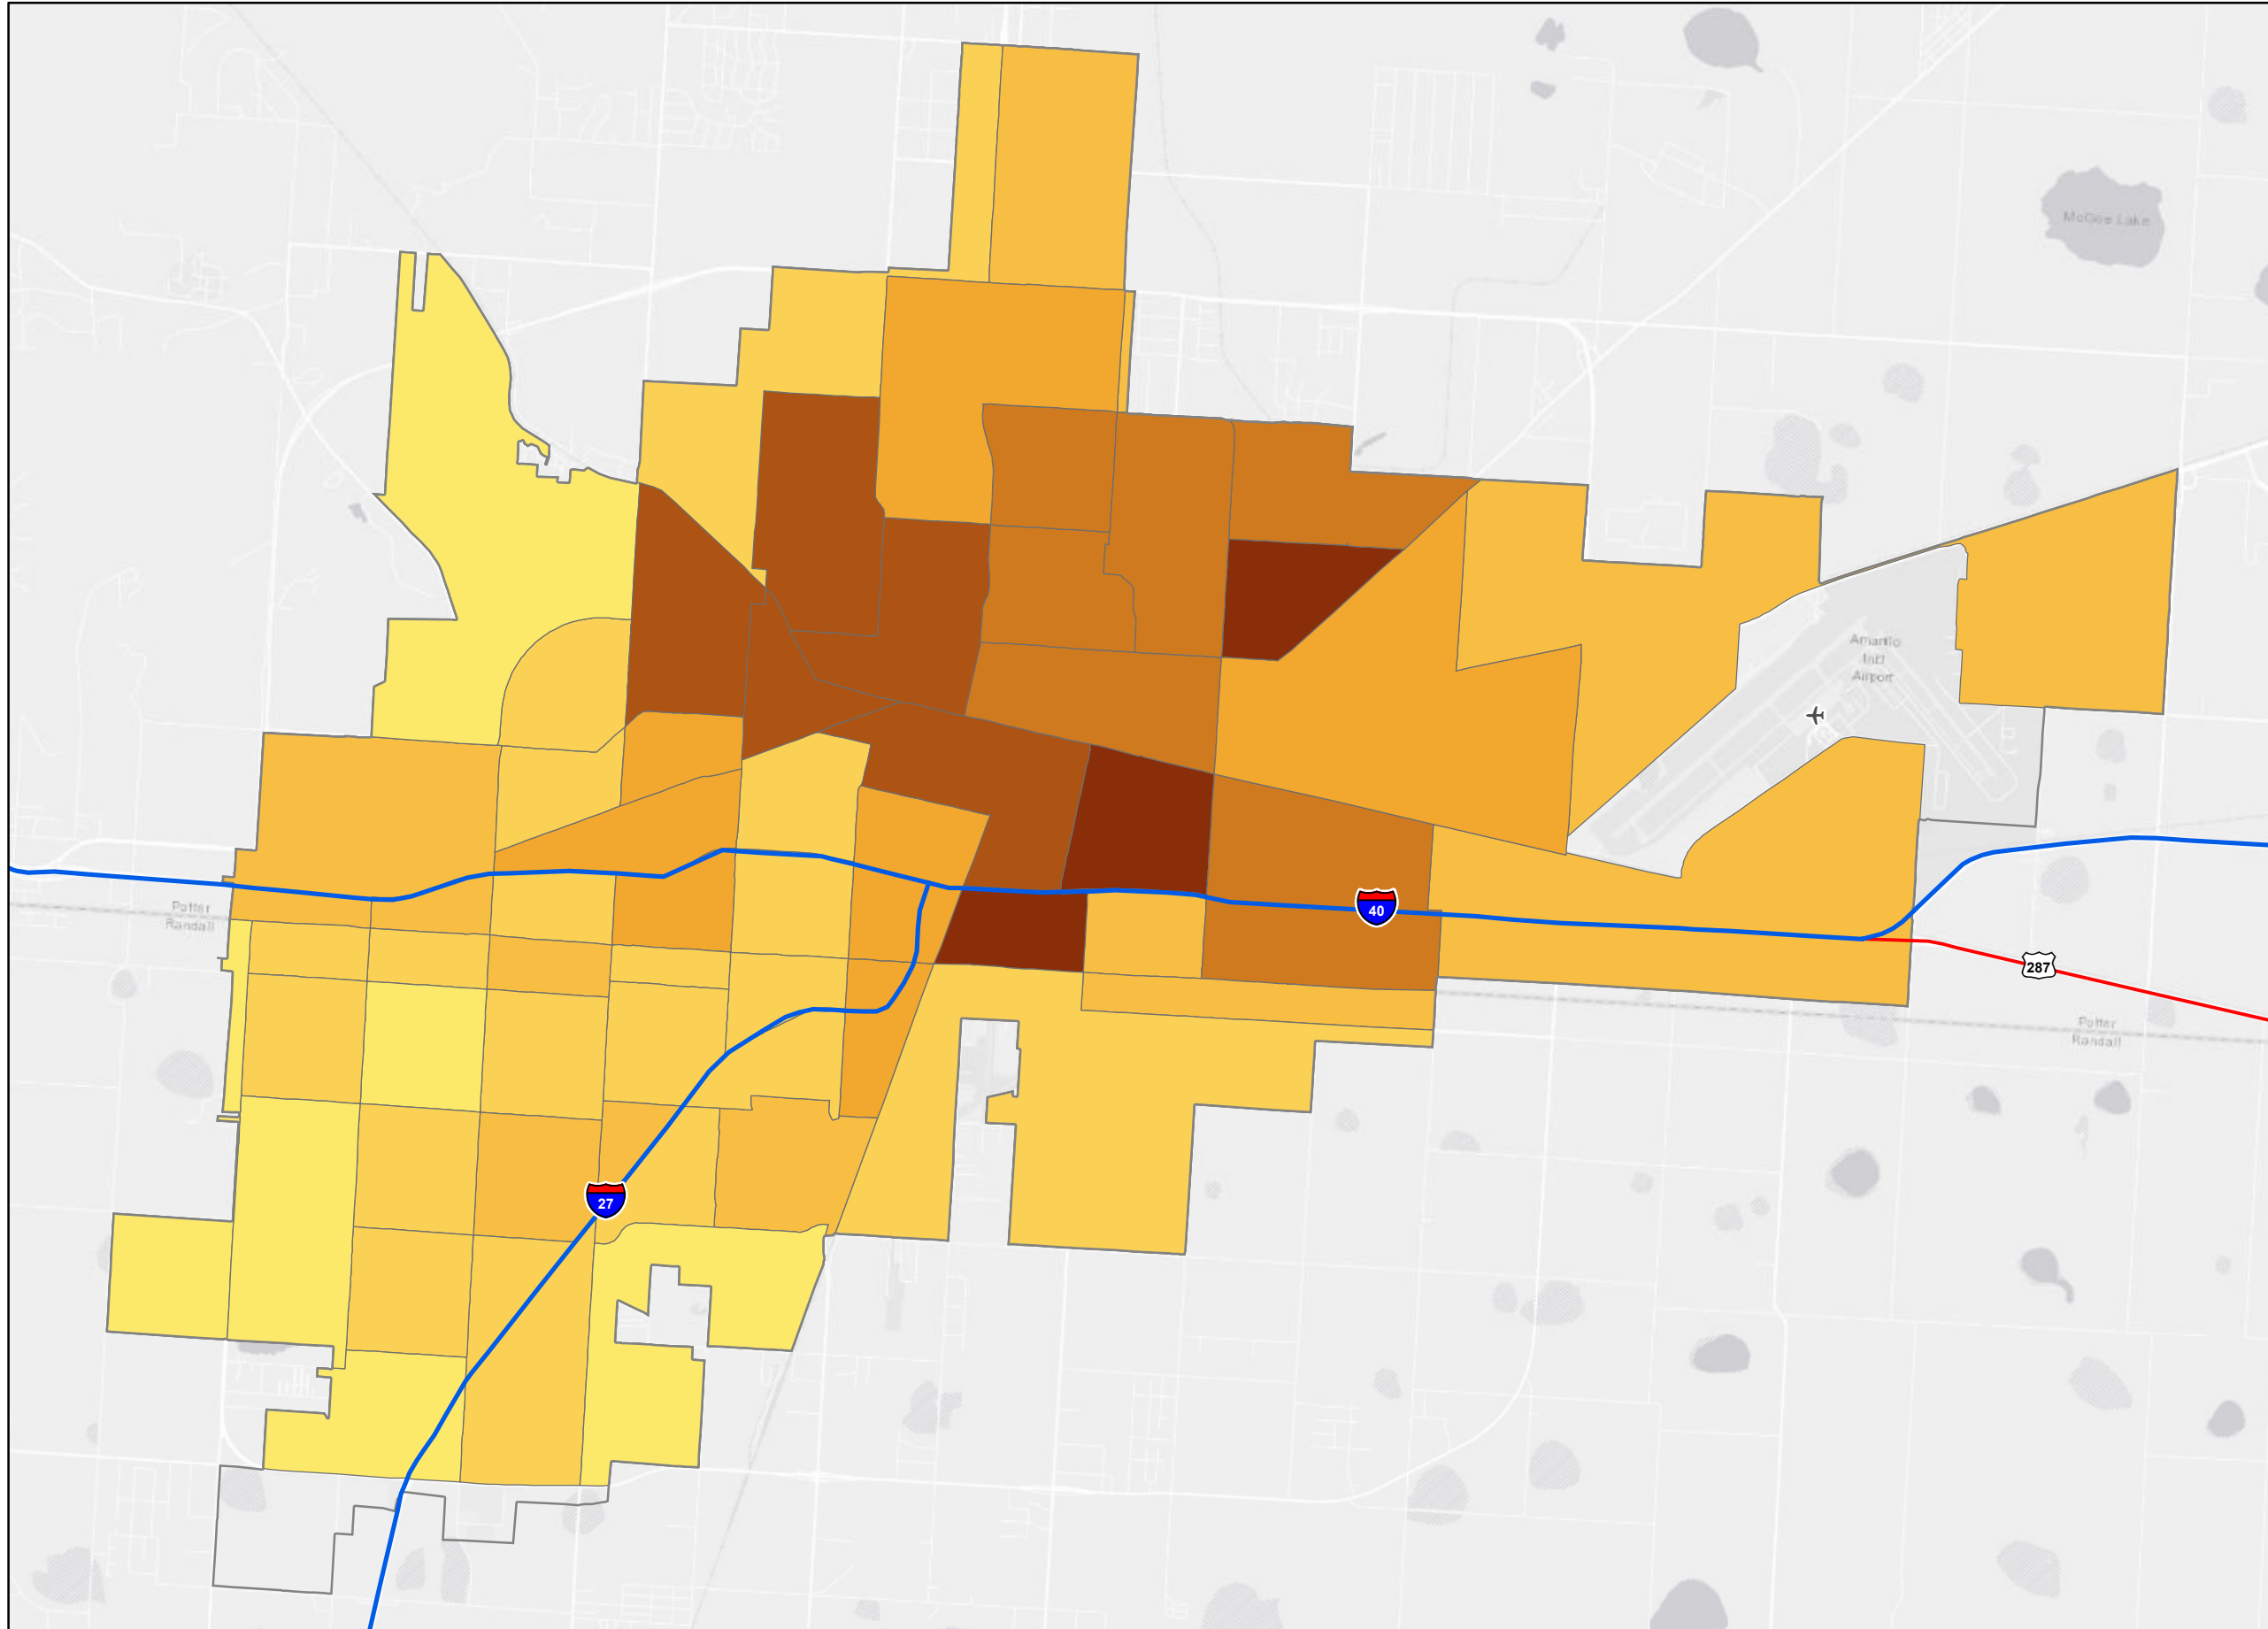 McGee Lake
Amarillo
Intl
Airport
Potter
Randall
40
287
Potter
Randall
27